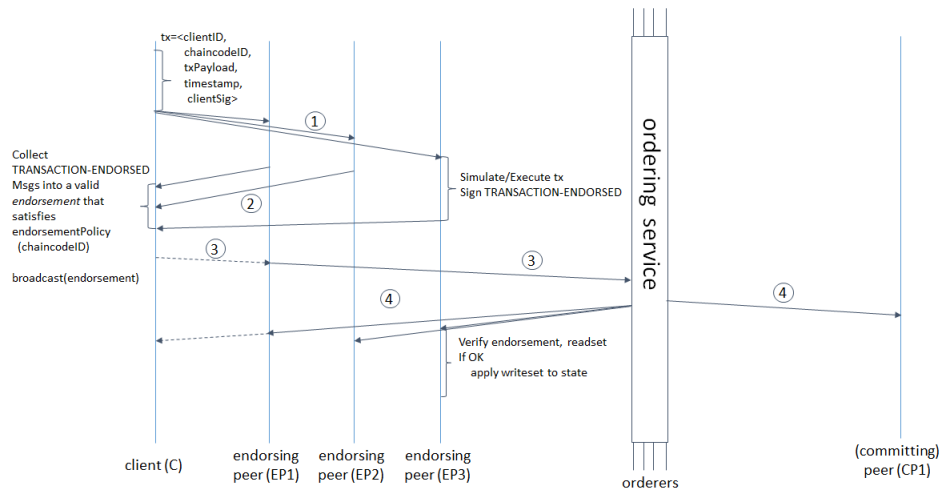 tx=<clientID,
chaincodeID,
txPayload,
timestamp,
clientSig>
1
Collect
TRANSACTION-ENDORSED
Msgs into a valid
endorsement that
satisfies
endorsementPolicy
(chaincodeID)
broadcast(endorsement)
2
Simulate/Execute tx
Sign TRANSACTION-ENDORSED
3
3
4
4
Verify endorsement, readset
If OK
apply writeset to state
ordering service
client (C)
endorsing
peer (EP1)
endorsing
peer (EP2)
endorsing
peer (EP3)
orderers
(committing)
peer (CP1)